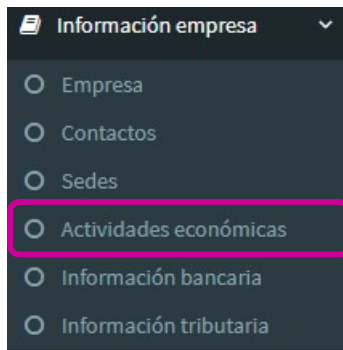 Información empresa
Empresa
Contactos
Sedes
Actividades económicas
Información bancaria
Información tributaria